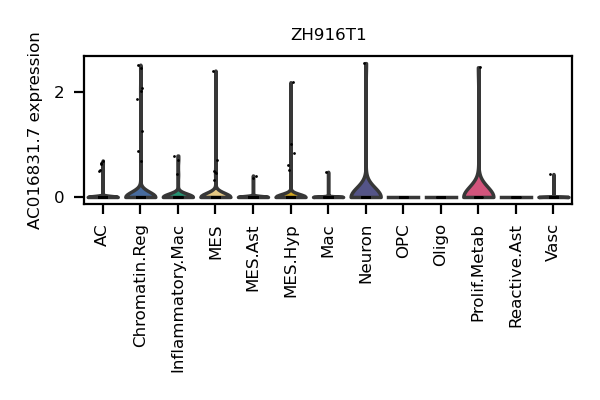 ZH916T1
AC016831.7 expression
2
0
AC
Chromatin.Reg
Inflammatory.Mac
MES
MES.Ast
MES.Hyp
Mac
Neuron
OPC
Oligo
Prolif.Metab
Reactive.Ast
Vasc